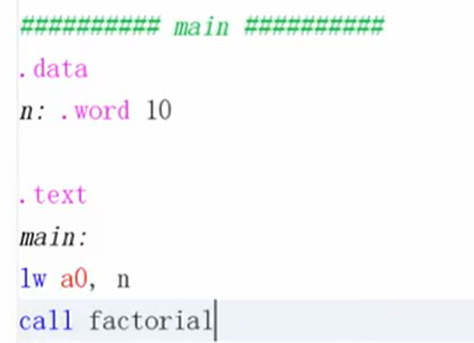 ########## main ##########
.data
n: .word 10
.text
main:
lw a0, n
call factorial